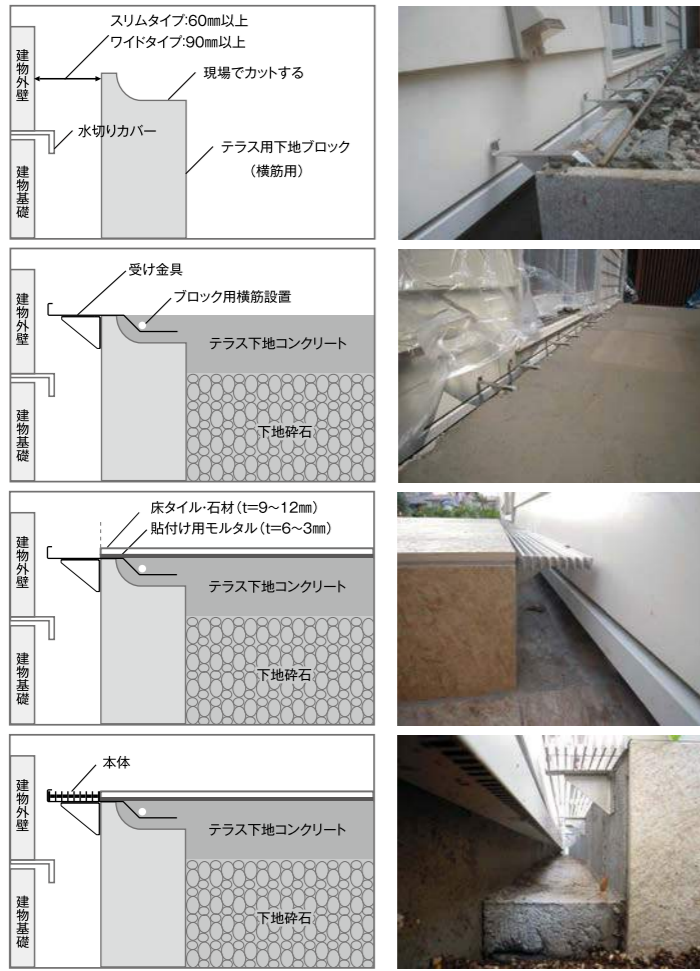 スリムタイプ:60㎜以上
ワイドタイプ:90㎜以上
建物外壁
現場でカットする
水切りカバー
テラス用下地ブロック
(横筋用)
建物基礎
受け金具
建物外壁
ブロック用横筋設置
テラス下地コンクリート
建物基礎
下地砕石
床タイル・石材(t=9〜12㎜)
貼付け用モルタル(t=6〜3㎜)
建物外壁
テラス下地コンクリート
建物基礎
下地砕石
本体
建物外壁
テラス下地コンクリート
建物基礎
下地砕石